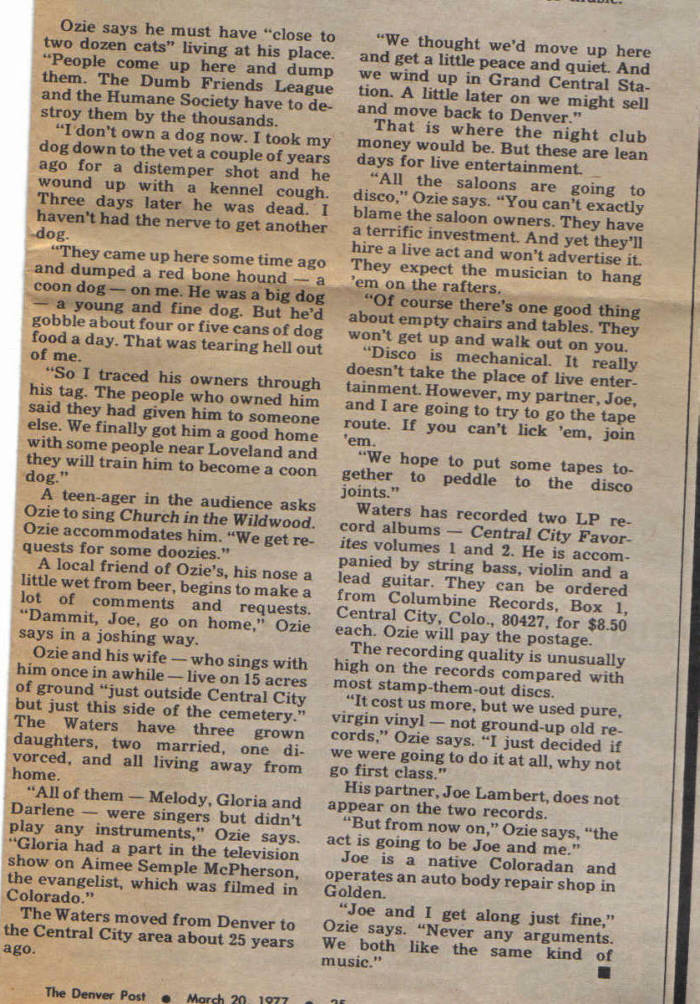 music.
Ozie says he must have “close to
two dozen cats” living at his place.
“People come up here and dump
them. The Dumb Friends League
and the Humane Society have to de-
stroy them by the thousands.
“I don’t own a dog now. I took my
dog down to the vet a couple of years
ago for a distemper shot and he
wound up with a kennel cough.
Three days later he was dead. I
haven’t had the nerve to get another
dog.
“They came up here some time ago
and dumped a red bone hound — a
coon dog — on me. He was a big dog
— a young and fine dog. But he’d
gobble about four or five cans of dog
food a day. That was tearing hell out
of me.
“So I traced his owners through
his tag. The people who owned him
said they had given him to someone
else. We finally got him a good home
with some people near Loveland and
they will train him to become a coon
dog.”
A teen-ager in the audience asks
Ozie to sing Church in the Wildwood.
Ozie accommodates him. “We get re-
quests for some doozies.”
A local friend of Ozie’s, his nose a
little wet from beer, begins to make a
lot of comments and requests.
“Dammit, Joe, go on home,” Ozie
says in a joshing way.
Ozie and his wife — who sings with
him once in awhile — live on 15 acres
of ground “just outside Central City
but just this side of the cemetery.”
The Waters have three grown
daughters, two married, one di-
vorced, and all living away from
home.
“All of them — Melody, Gloria and
Darlene — were singers but didn’t
play any instruments,” Ozie says.
“Gloria had a part in the television
show on Aimee Semple McPherson,
the evangelist, which was filmed in
Colorado.”
The Waters moved from Denver to
the Central City area about 25 years
ago.
“We thought we’d move up here
and get a little peace and quiet. And
we wind up in Grand Central Sta-
tion. A little later on we might sell
and move back to Denver.”
That is where the night club
money would be. But these are lean
days for live entertainment.
“All the saloons are going to
disco,” Ozie says. “You can’t exactly
blame the saloon owners. They have
a terrific investment. And yet they’ll
hire a live act and won’t advertise it.
They expect the musician to hang
’em on the rafters.
“Of course there’s one good thing
about empty chairs and tables. They
won’t get up and walk out on you.
“Disco is mechanical. It really
doesn’t take the place of live enter-
tainment. However, my partner, Joe,
and I are going to try to go the tape
route. If you can’t lick ’em, join
’em.
“We hope to put some tapes to-
gether to peddle to the disco
joints.”
Waters has recorded two LP re-
cord albums — Central City Favor-
ites volumes 1 and 2. He is accom-
panied by string bass, violin and a
lead guitar. They can be ordered
from Columbine Records, Box 1,
Central City, Colo., 80427, for $8.50
each. Ozie will pay the postage.
The recording quality is unusually
high on the records compared with
most stamp-them-out discs.
“It cost us more, but we used pure,
virgin vinyl — not ground-up old re-
cords,” Ozie says. “I just decided if
we were going to do it at all, why not
go first class.”
His partner, Joe Lambert, does not
appear on the two records.
“But from now on,” Ozie says, “the
act is going to be Joe and me.”
Joe is a native Coloradan and
operates an auto body repair shop in
Golden.
“Joe and I get along just fine,”
Ozie says. “Never any arguments.
We both like the same kind of
music.”
The Denver Post • March 20, 1977 • 25